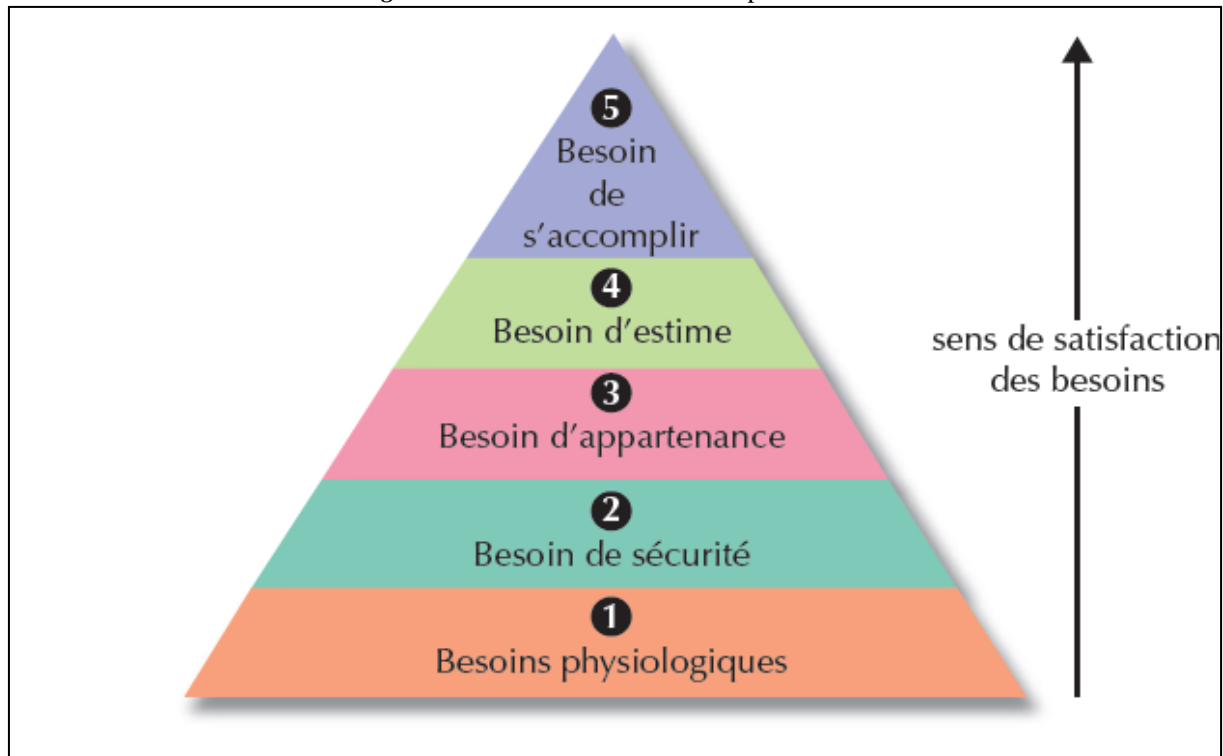 5
Besoin
de
s'accomplir
4
Besoin d'estime
3
Besoin d'appartenance
2
Besoin de sécurité
1
Besoins physiologiques
sens de satisfaction
des besoins